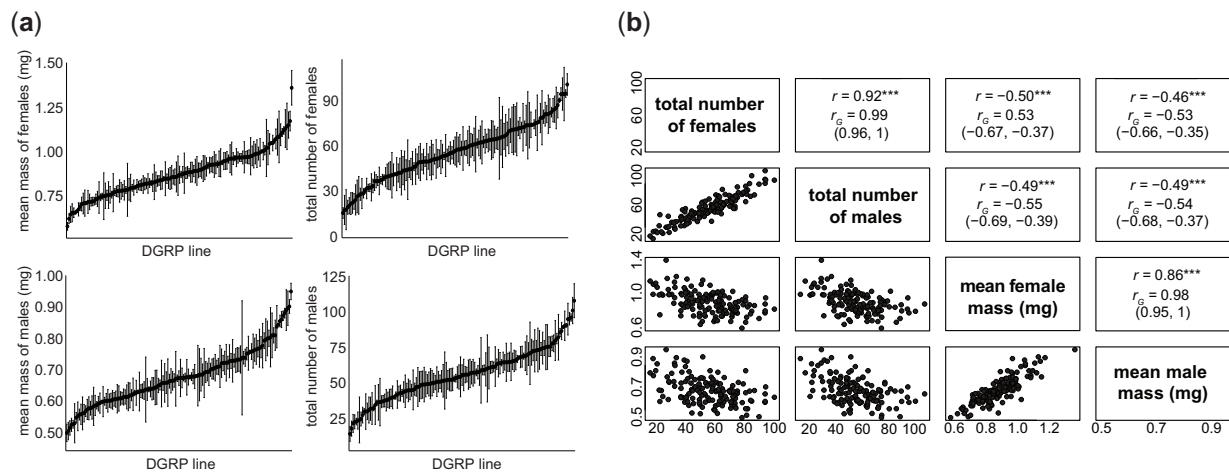 (a)
mean mass of females (mg)
1.50
1.25
1.00
0.75
DGRP line
total number of females
90
60
30
0
DGRP line
mean mass of males (mg)
1.00
0.90
0.80
0.70
0.60
0.50
DGRP line
total number of males
125
100
75
50
25
DGRP line
(b)
20 60 100
total number
of females
r = 0.92***
rG = 0.99
(0.96, 1)
r = −0.50***
rG = 0.53
(−0.67, −0.37)
r = −0.46***
rG = −0.53
(−0.66, −0.35)
20 60 100
total number
of males
r = −0.49***
rG = −0.55
(−0.69, −0.39)
r = −0.49***
rG = −0.54
(−0.68, −0.37)
0.6 1.0 1.4
mean female
mass (mg)
r = 0.86***
rG = 0.98
(0.95, 1)
0.5 0.7 0.9
mean male
mass (mg)
20 40 60 80 100
20 40 60 80 100
0.6 0.8 1.0 1.2
0.5 0.7 0.9